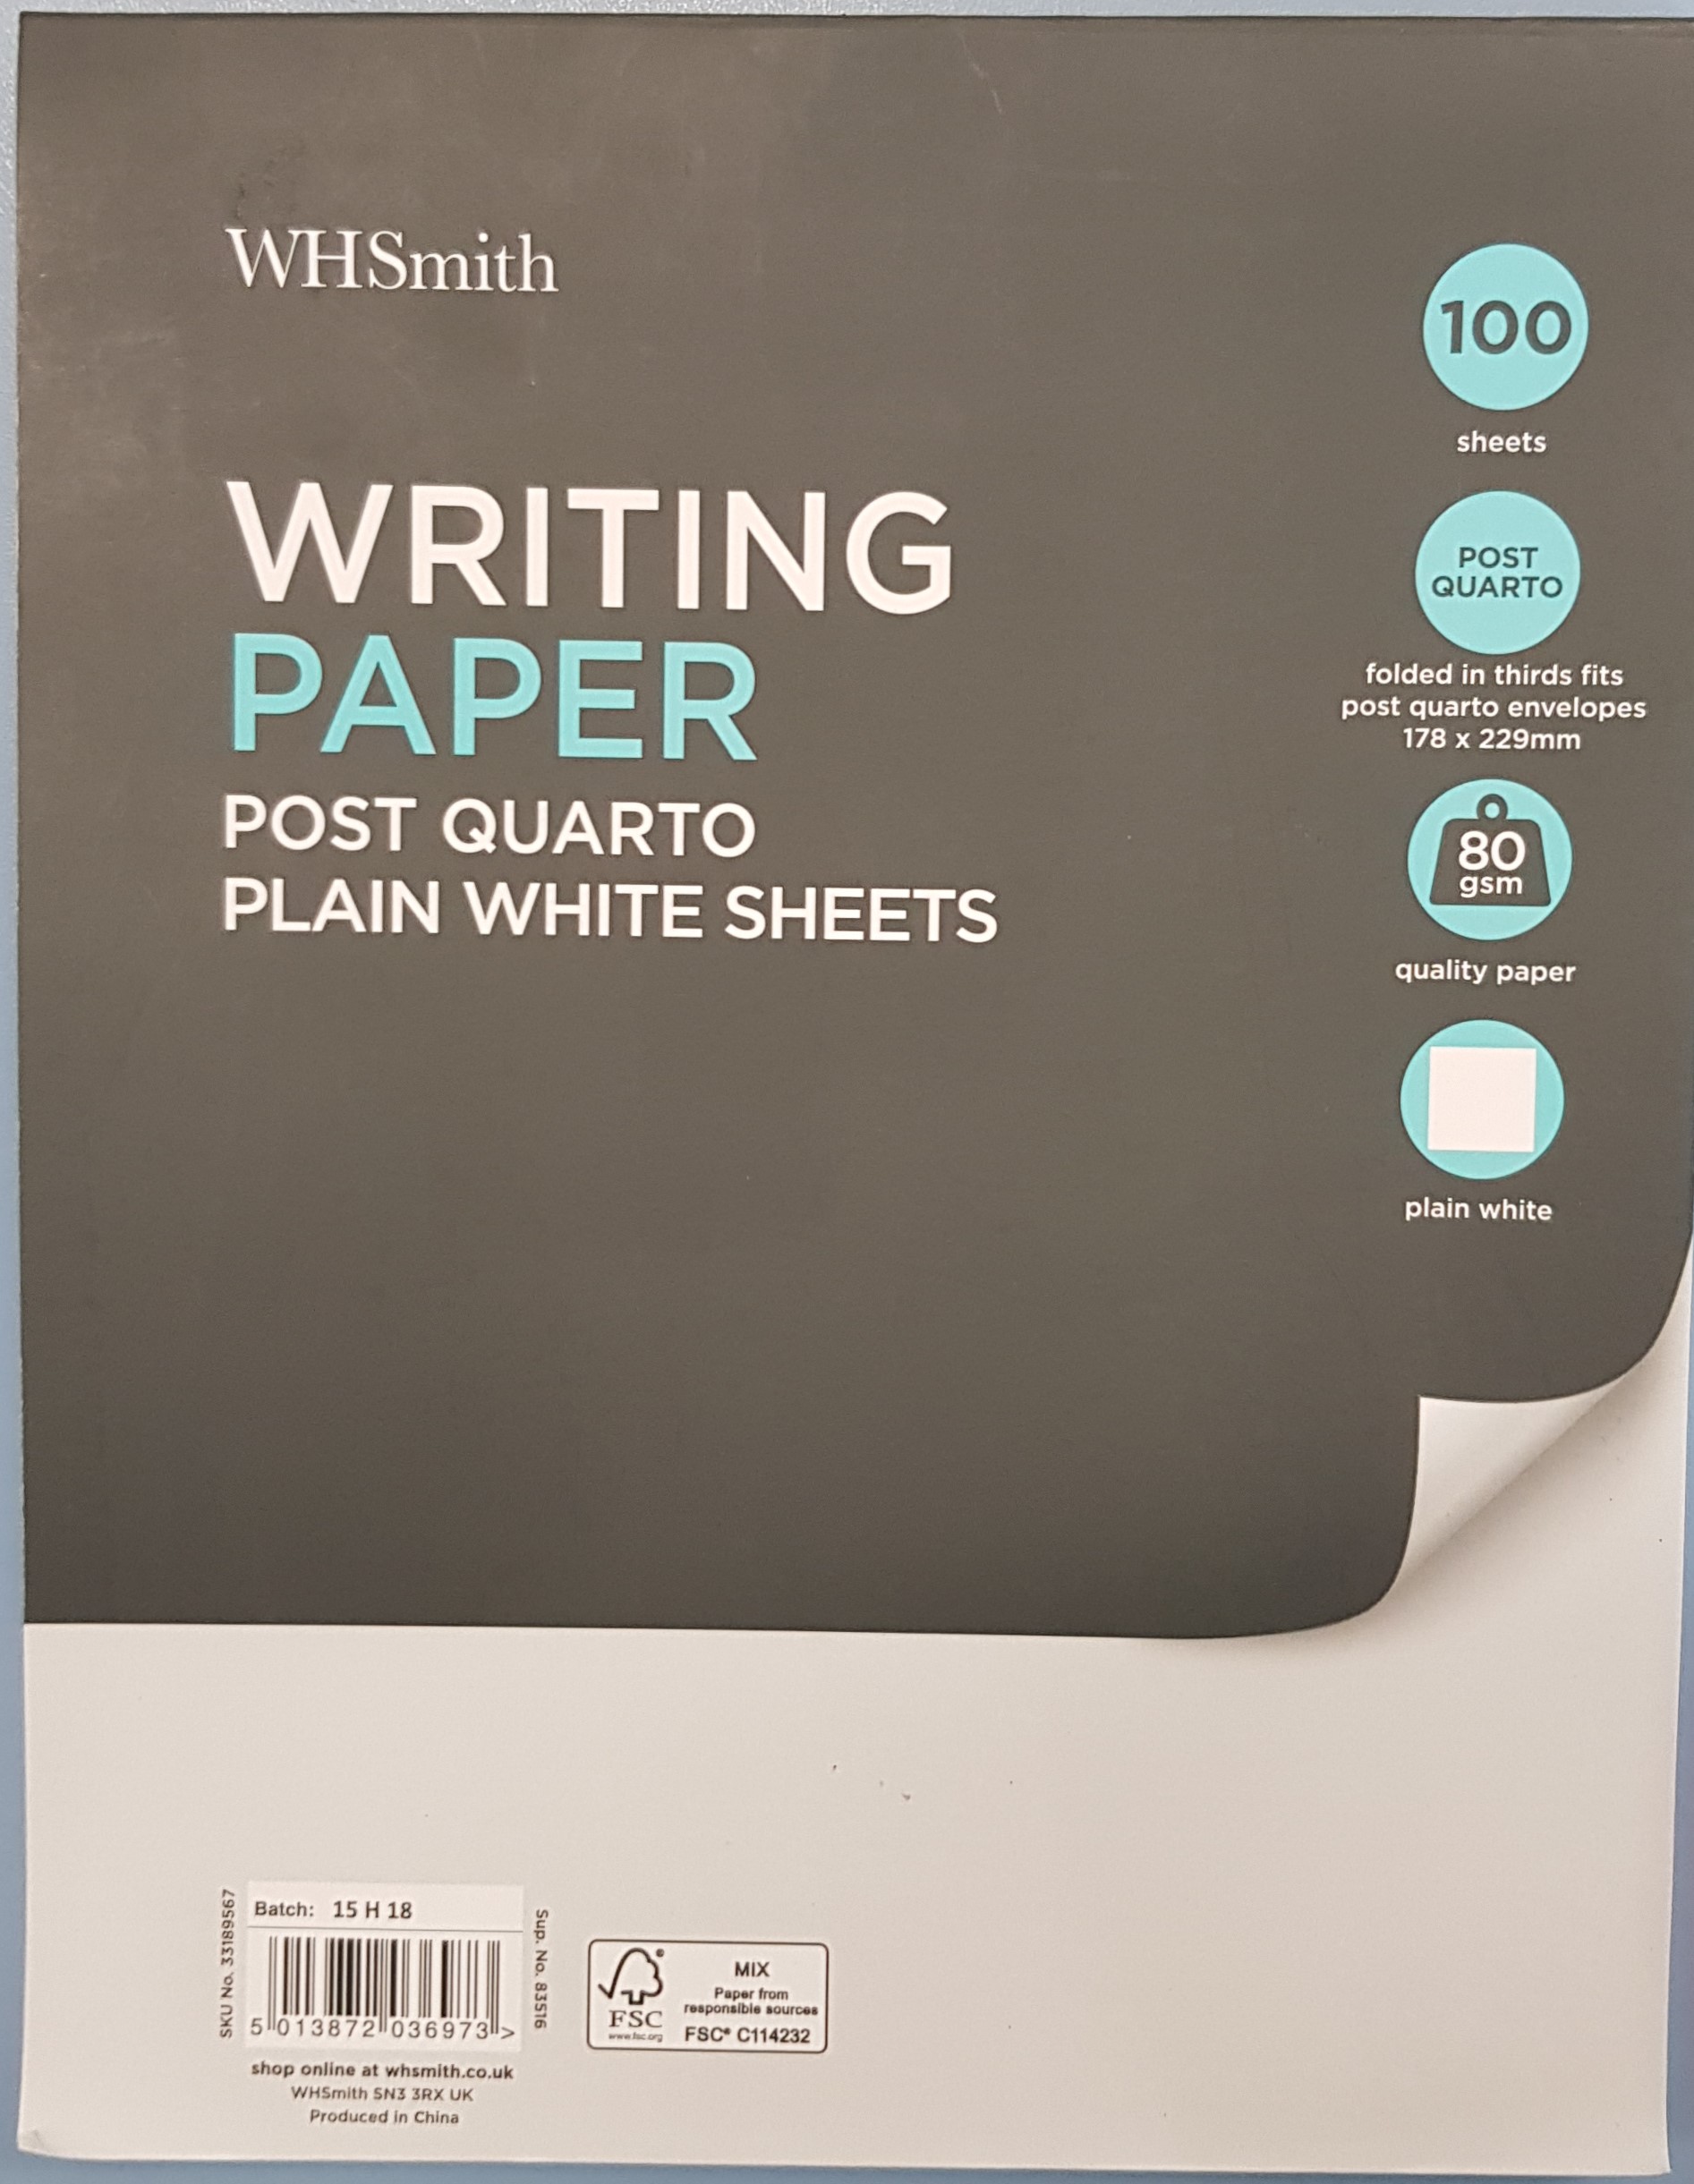 WHSmith
WRITING
PAPER
POST QUARTO
PLAIN WHITE SHEETS
100
sheets
POST
QUARTO
folded in thirds fits
post quarto envelopes
178 x 229mm
80
gsm
quality paper
plain white
SKU No. 33189567
Batch: 15 H 18
5 013872 036973 >
Sup. No. 83516
shop online at whsmith.co.uk
WHSmith SN3 3RX UK
Produced in China
FSC
www.fsc.org
MIX
Paper from
responsible sources
FSC® C114232